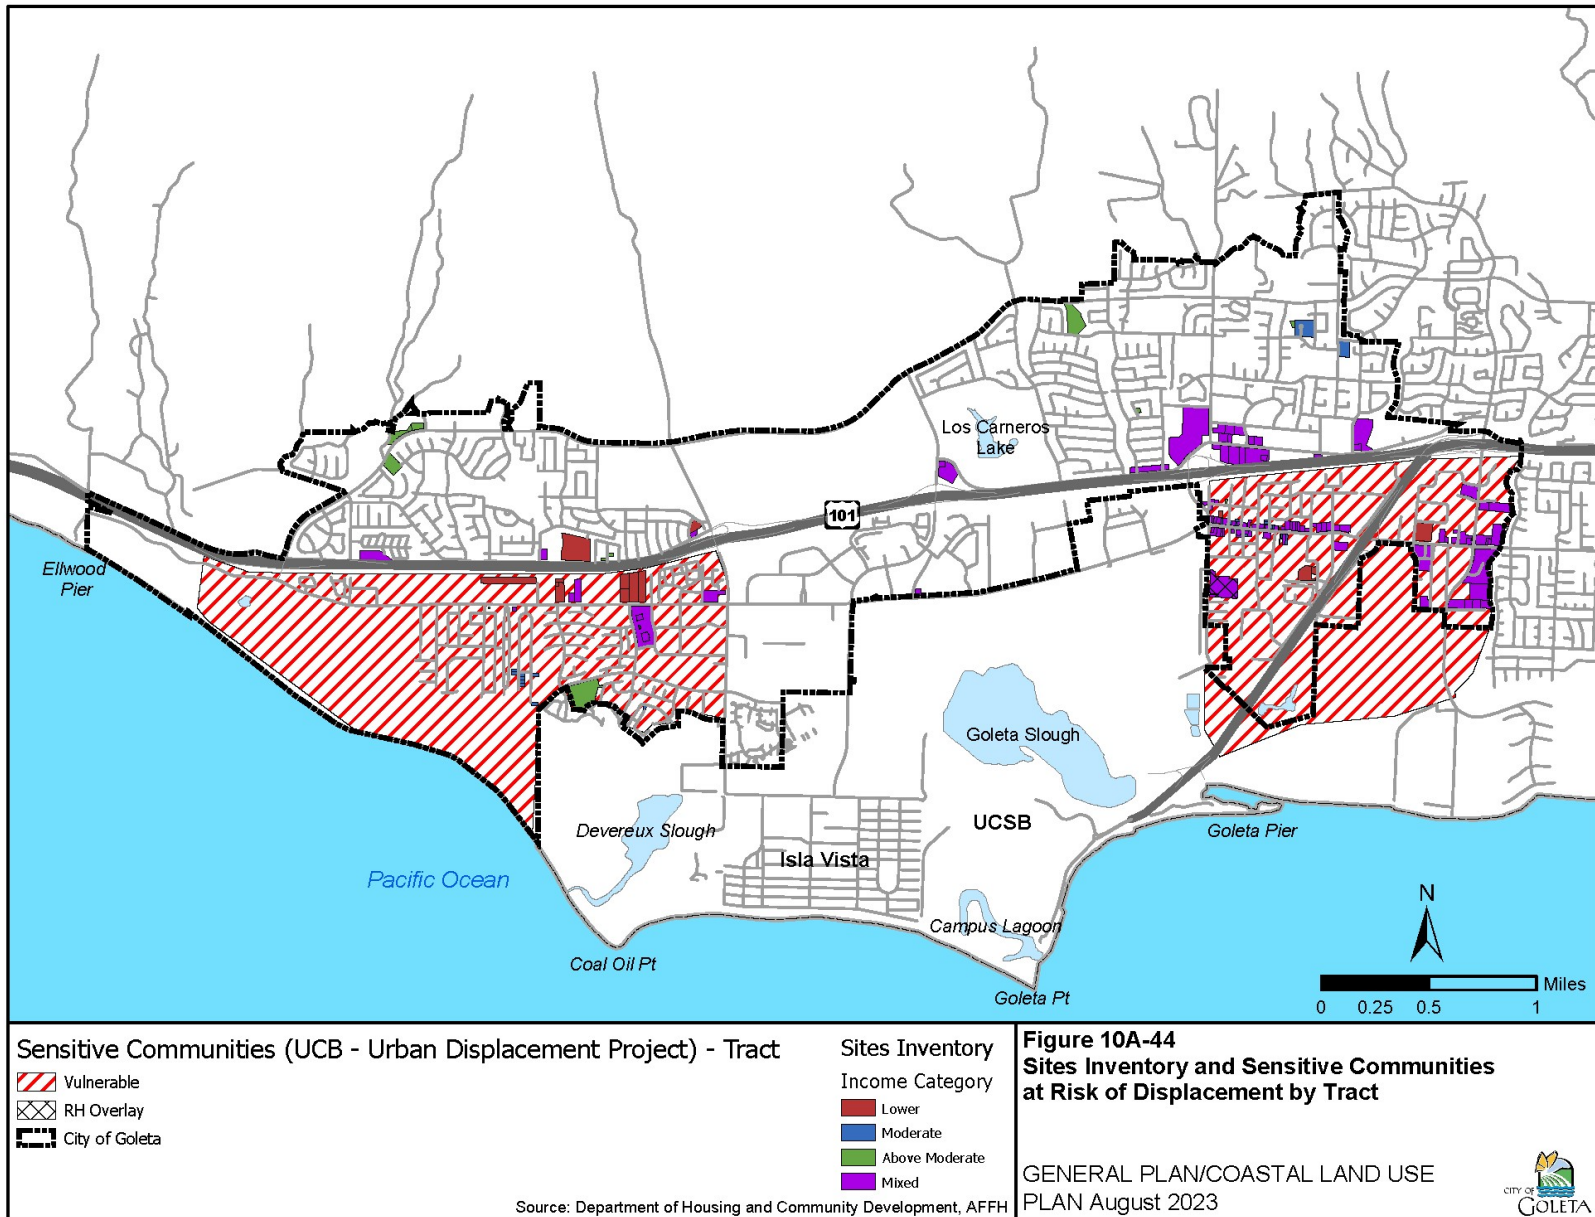 Los Carneros
Lake
101
Ellwood
Pier
Goleta Slough
UCSB
Devereux Slough
Goleta Pier
Isla Vista
Pacific Ocean
Campus Lagoon
Coal Oil Pt
Goleta Pt
N
Miles
0 0.25 0.5 1
Sensitive Communities (UCB - Urban Displacement Project) - Tract
Vulnerable
RH Overlay
City of Goleta
Sites Inventory
Income Category
Lower
Moderate
Above Moderate
Mixed
Source: Department of Housing and Community Development, AFFH
Figure 10A-44
Sites Inventory and Sensitive Communities
at Risk of Displacement by Tract
GENERAL PLAN/COASTAL LAND USE
PLAN August 2023
CITY OF
GOLETA